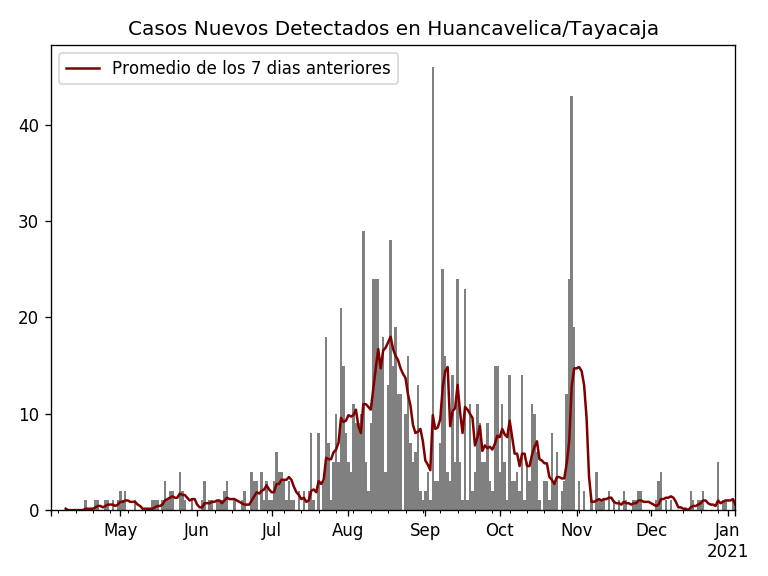 Casos Nuevos Detectados en Huancavelica/Tayacaja
Promedio de los 7 dias anteriores
40
30
20
10
0
May Jun Jul Aug Sep Oct Nov Dec Jan
2021